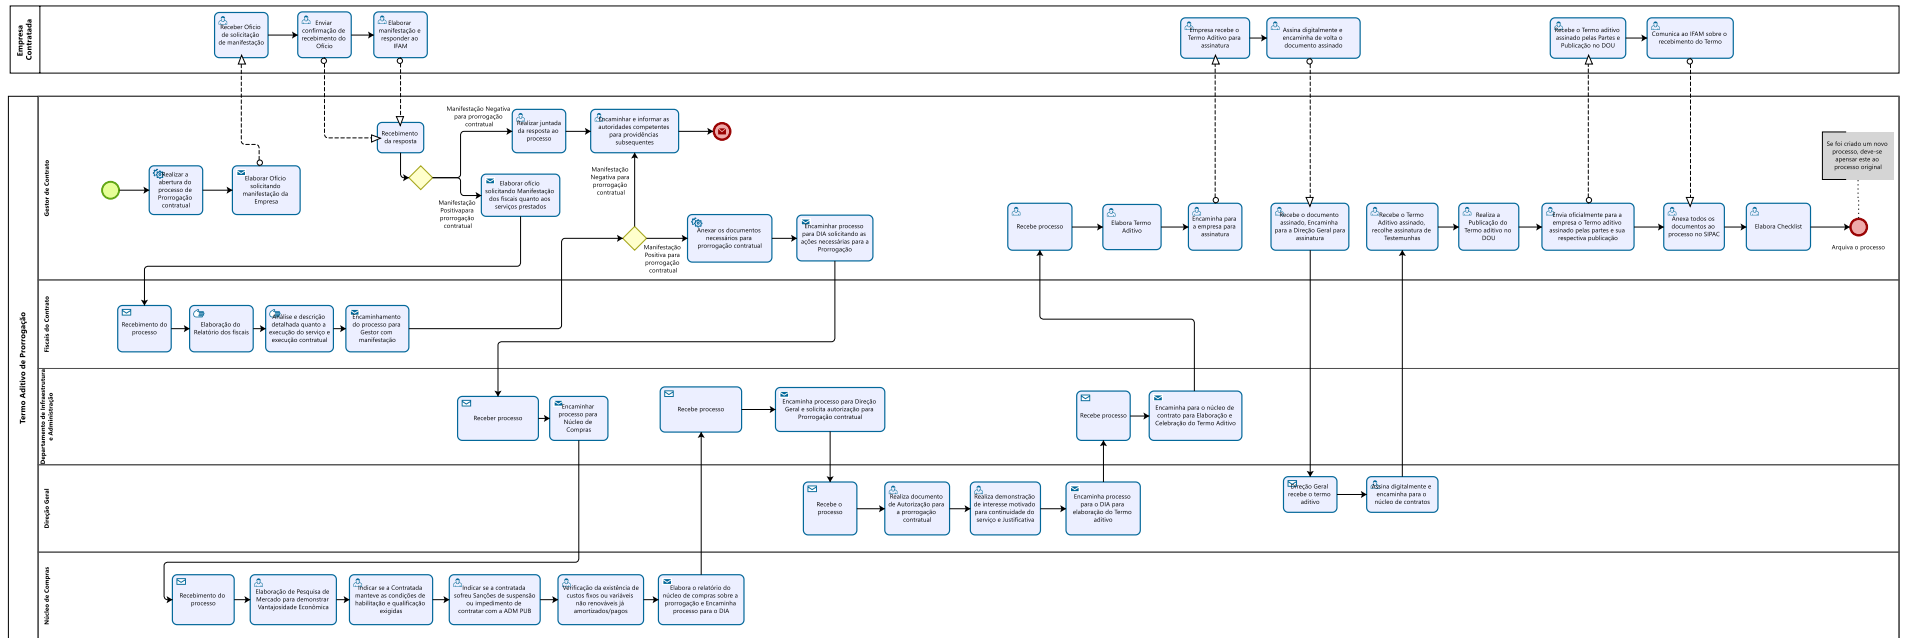 Empresa
Contratada
Receber Oficio
de solicitação
de manifestação
Enviar
confirmação de
recebimento do
Oficio
Elaborar
manifestação e
responder ao
IFAM
Empresa recebe o
Termo Aditivo para
assinatura
Assina digitalmente e
encaminha de volta o
documento assinado
Recebe o Termo aditivo
assinado pelas Partes e
Publicação no DOU
Comunica ao IFAM sobre o
recebimento do Termo
Termo Aditivo de Prorrogação
Gestor de Contrato
Realizar a
abertura do
processo de
Prorrogação
contratual
Elaborar Oficio
solicitando
manifestação da
Empresa
Recebimento
da resposta
Manifestação Negativa
para prorrogação
contratual
Realizar juntada
da resposta ao
processo
Encaminhar e informar as
autoridades competentes
para providências
subsequentes
Manifestação
Positivapara
prorrogação
contratual
Elaborar oficio
solicitando Manifestação
dos fiscais quanto aos
serviços prestados
Manifestação
Negativa para
prorrogação
contratual
Manifestação
Positiva para
prorrogação
contratual
Anexar os documentos
necessários para
prorrogação contratual
Encaminhar processo
para DIA solicitando as
ações necessárias para a
Prorrogação
Recebe processo
Elabora Termo
Aditivo
Encaminha para
a empresa para
assinatura
Recebe o documento
assinado, Encaminha
para a Direção Geral para
assinatura
Recebe o Termo
Aditivo assinado,
recolhe assinatura de
Testemunhas
Realiza a
Publicação do
Termo aditivo no
DOU
Envia oficialmente para a
empresa o Termo aditivo
assinado pelas partes e sua
respectiva publicação
Anexa todos os
documentos ao
processo no SIPAC
Elabora Checklist
Se foi criado um novo
processo, deve-se
apensar este ao
processo original
Arquiva o processo
Fiscais do Contrato
Recebimento do
processo
Elaboração do
Relatório dos fiscais
Análise e descrição
detalhada quanto a
execução do serviço e
execução contratual
Encaminhamento
do processo para
Gestor com
manifestação
Departamento de Infraestrutura
e Administração
Receber processo
Encaminhar
processo para
Núcleo de
Compras
Recebe processo
Encaminha processo para Direção
Geral e solicita autorização para
Prorrogação contratual
Recebe processo
Encaminha para o núcleo de
contrato para Elaboração e
Celebração do Termo Aditivo
Direção Geral
Recebe o
processo
Realiza documento
de Autorização para
a prorrogação
contratual
Realiza demonstração
de interesse motivado
para continuidade do
serviço e Justificativa
Encaminha processo
para o DIA para
elaboração do Termo
aditivo
Direção Geral
recebe o termo
aditivo
Assina digitalmente e
encaminha para o
núcleo de contratos
Núcleo de Compras
Recebimento do
processo
Elaboração de Pesquisa de
Mercado para demonstrar
Vantajosidade Econômica
Indicar se a Contratada
manteve as condições de
habilitação e qualificação
exigidas
Indicar se a contratada
sofreu Sanções de suspensão
ou impedimento de
contratar com a ADM PUB
Verificação da existência de
custos fixos ou variáveis
não renováveis já
amortizados/pagos
Elabora o relatório do
núcleo de compras sobre a
prorrogação e Encaminha
processo para o DIA